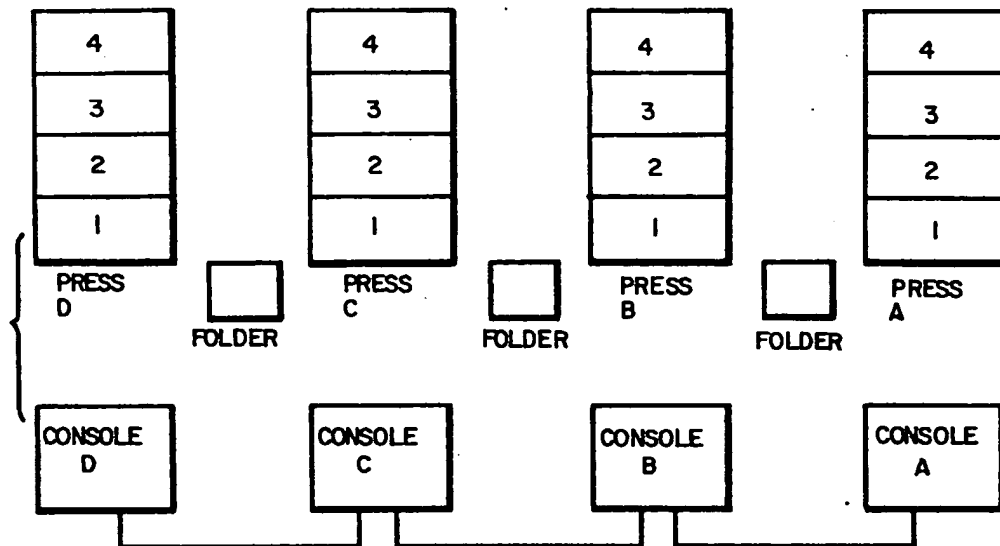 4 4 4 4
3 3 3 3
2 2 2 2
1 1 1 1
PRESS D
FOLDER
PRESS C
FOLDER
PRESS B
FOLDER
PRESS A
CONSOLE D
CONSOLE C
CONSOLE B
CONSOLE A